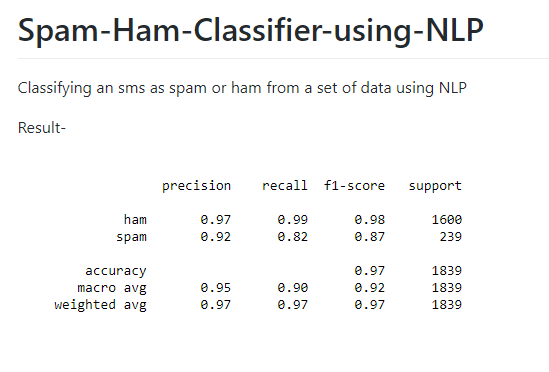 Spam-Ham-Classifier-using-NLP
Classifying an sms as spam or ham from a set of data using NLP
Result-
precision recall f1-score support
ham 0.97 0.99 0.98 1600
spam 0.92 0.82 0.87 239
accuracy 0.97 1839
macro avg 0.95 0.90 0.92 1839
weighted avg 0.97 0.97 0.97 1839